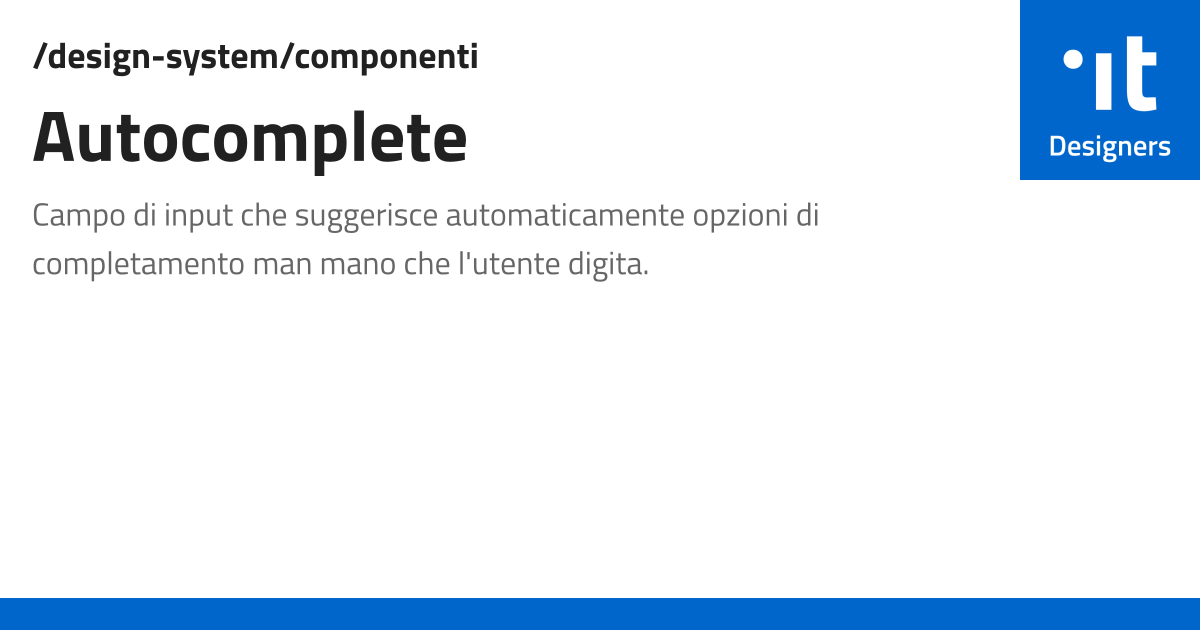 /design-system/componenti
Autocomplete
Campo di input che suggerisce automaticamente opzioni di
completamento man mano che l'utente digita.
it
Designers